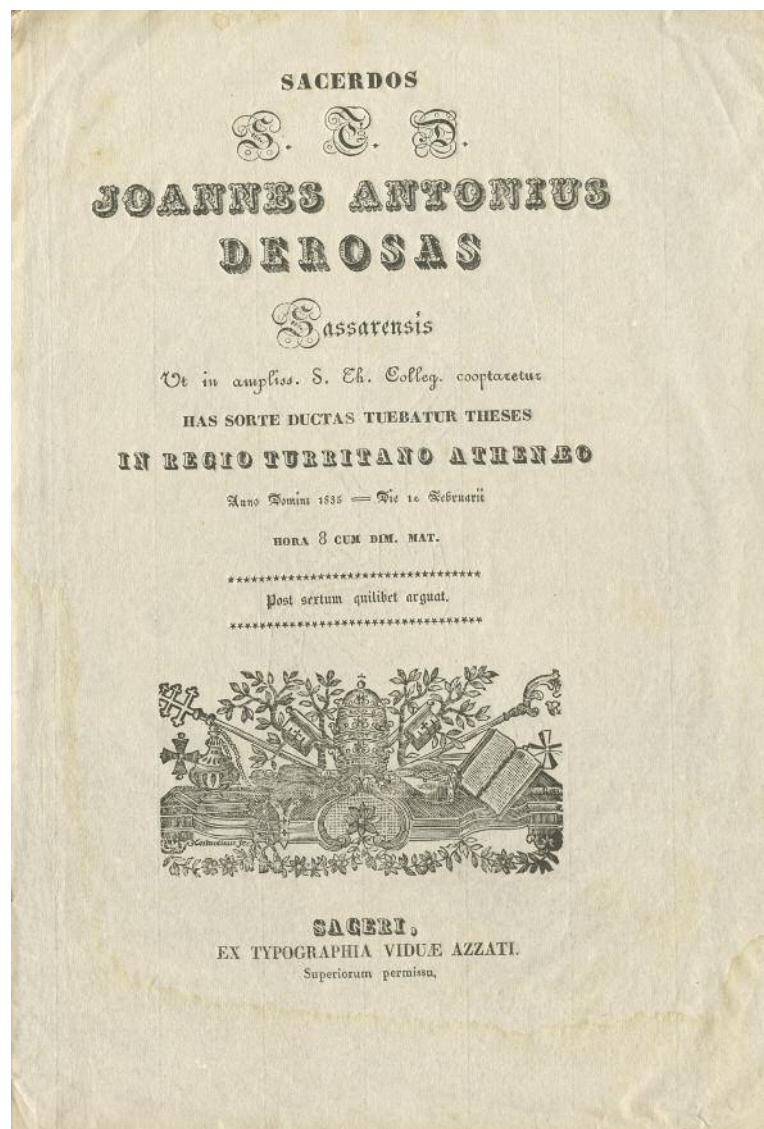 SACERDOS
S. T. D.
JOANNES ANTONIUS
DEROSAS
Sassarensis
Ut in ampliss. S. Th. Colleg. cooptaretur
HAS SORTE DUCTAS TUEBATUR THESES
IN REGIO TURRITANO ATHENÆO
Anno Domini 1835 = Die 16 Februarii
HORA 8 CUM DIM. MAT.
***********************************
Post sextum quilibet arguat.
***********************************
SACERI,
EX TYPOGRAPHIA VIDUÆ AZZATI.
Superiorum permissu,